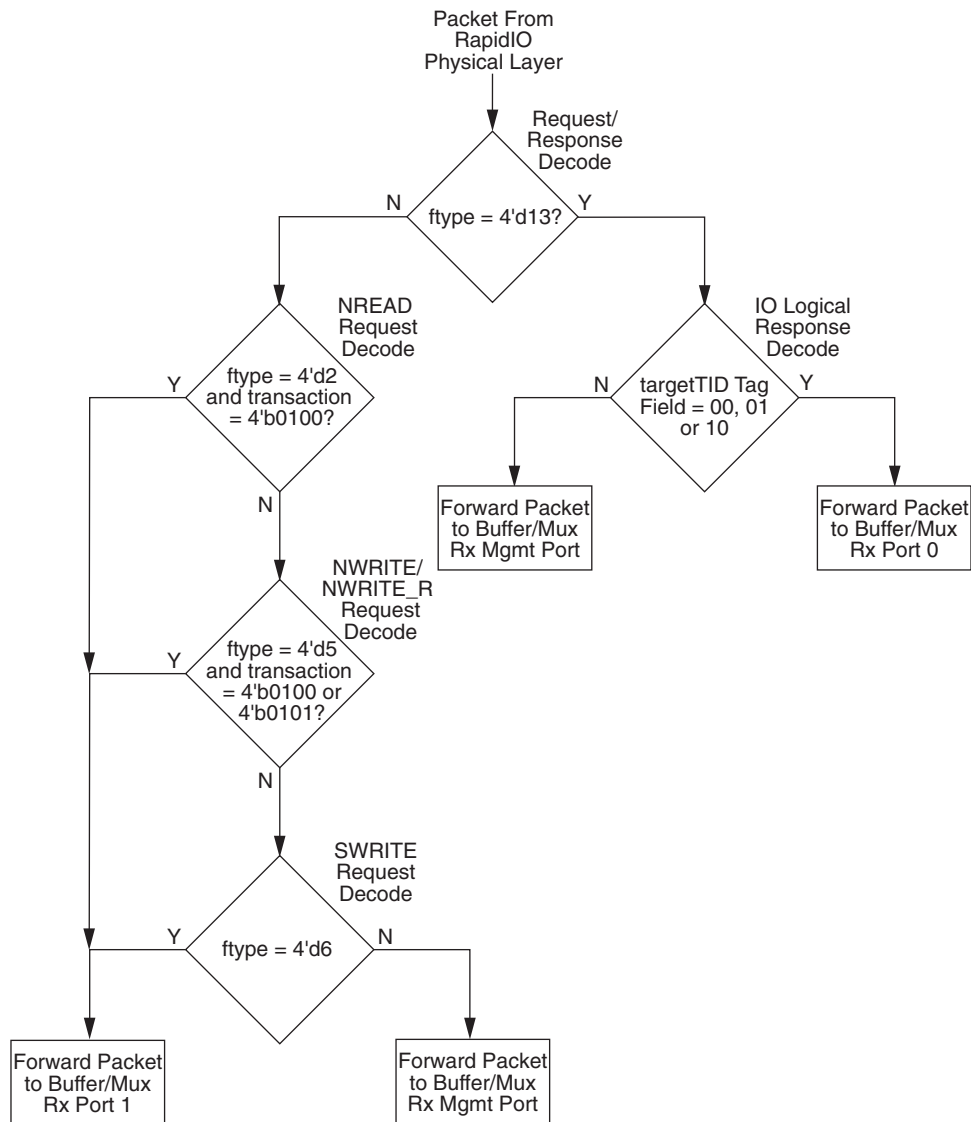 Packet From
RapidIO
Physical Layer
Request/
Response
Decode
N
Y
ftype = 4'd13?
NREAD
Request
Decode
IO Logical
Response
Decode
Y
ftype = 4'd2
and transaction
= 4'b0100?
N
N
targetTID Tag
Field = 00, 01
or 10
Y
Forward Packet
to Buffer/Mux
Rx Mgmt Port
Forward Packet
to Buffer/Mux
Rx Port 0
NWRITE/
NWRITE_R
Request
Decode
Y
ftype = 4'd5
and transaction
= 4'b0100 or
4'b0101?
N
SWRITE
Request
Decode
Y
ftype = 4'd6
N
Forward Packet
to Buffer/Mux
Rx Port 1
Forward Packet
to Buffer/Mux
Rx Mgmt Port